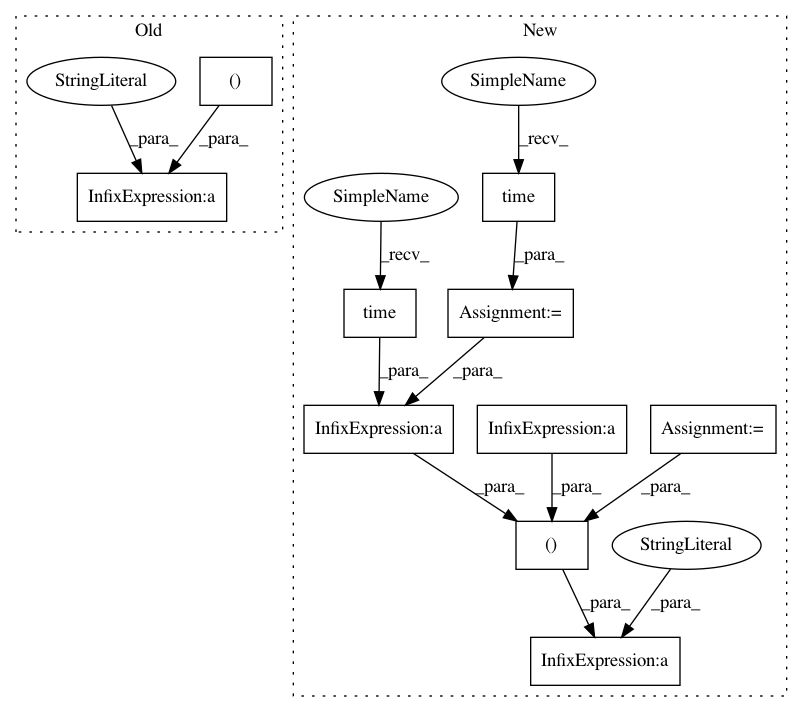 Old
New
StringLiteral
()
SimpleName
_para_
_para_
_recv_
InfixExpression:a
SimpleName
time
_recv_
_para_
time
Assignment:=
_para_
_para_
InfixExpression:a
InfixExpression:a
Assignment:=
_para_
_para_
_para_
()
StringLiteral
_para_
_para_
InfixExpression:a